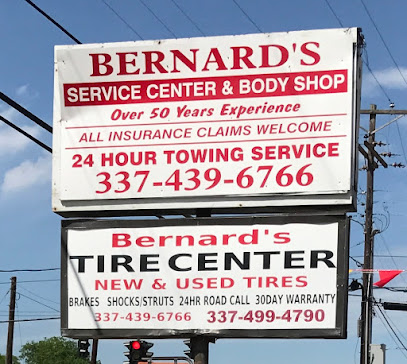 BERNARD'S
SERVICE CENTER & BODY SHOP
Over 50 Years Experience
ALL INSURANCE CLAIMS WELCOME
24 HOUR TOWING SERVICE
337-439-6766
Bernard's
TIRE CENTER
NEW & USED TIRES
BRAKES SHOCKS/STRUTS 24HR ROAD CALL 30DAY WARRANTY
337-439-6766 337-499-4790